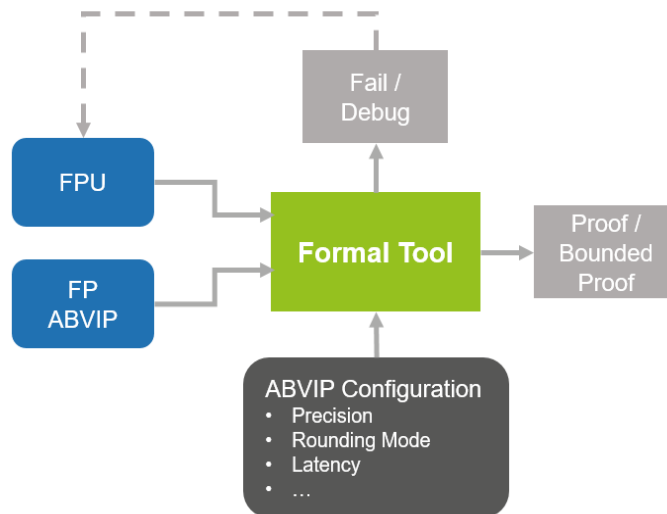 Fail /
Debug
FPU
Formal Tool
Proof /
Bounded
Proof
FP
ABVIP
ABVIP Configuration
• Precision
• Rounding Mode
• Latency
• ...